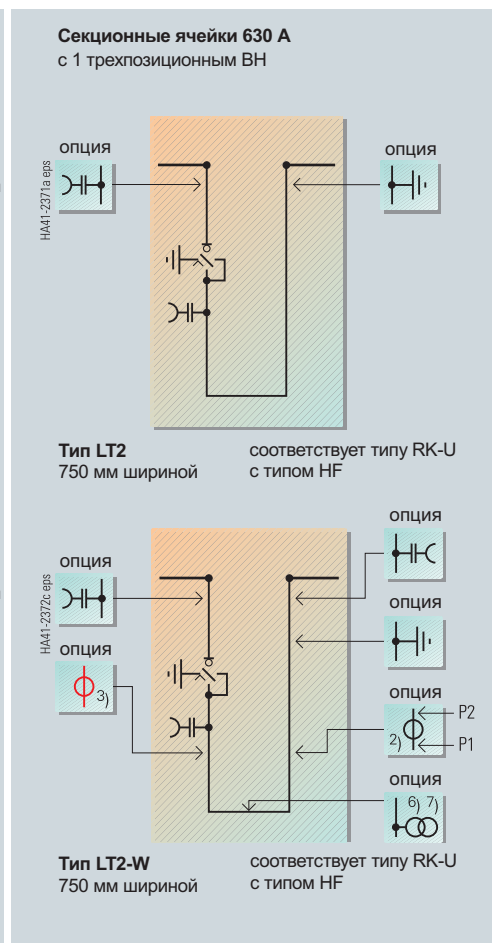 Секционные ячейки 630 А
с 1 трехпозиционным ВН
опция
опция
HA41-2371a eps
Тип LT2
750 мм шириной
соответствует типу RK-U
с типом HF
опция
опция
HA41-2372c eps
опция
опция
3)
опция
2)
P2
P1
опция
6) 7)
Тип LT2-W
750 мм шириной
соответствует типу RK-U
с типом HF